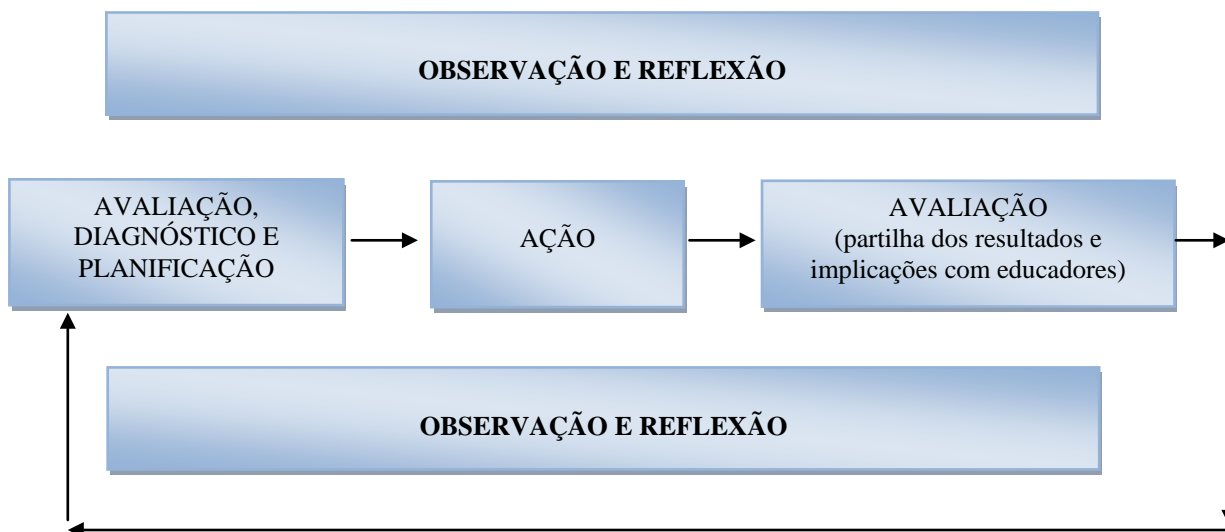 OBSERVAÇÃO E REFLEXÃO
AVALIAÇÃO,
DIAGNÓSTICO E
PLANIFICAÇÃO
AÇÃO
AVALIAÇÃO
(partilha dos resultados e
implicações com educadores)
OBSERVAÇÃO E REFLEXÃO